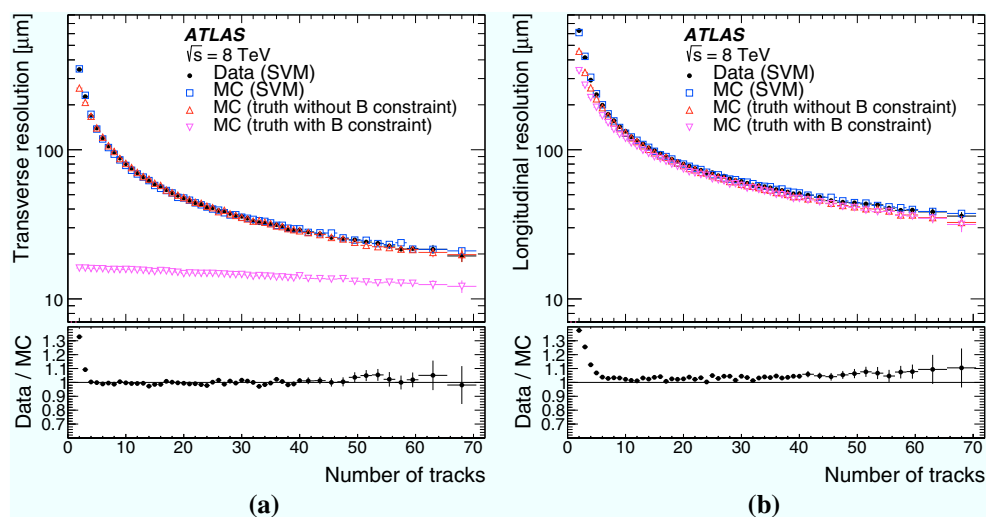 Transverse resolution [μm]
ATLAS
√s = 8 TeV
Data (SVM)
MC (SVM)
MC (truth without B constraint)
MC (truth with B constraint)
100
10
Data / MC
1.3
1.2
1.1
1
0.9
0.8
0.7
0 10 20 30 40 50 60 70
Number of tracks
(a)
Longitudinal resolution [μm]
ATLAS
√s = 8 TeV
Data (SVM)
MC (SVM)
MC (truth without B constraint)
MC (truth with B constraint)
100
10
Data / MC
1.3
1.2
1.1
1
0.9
0.8
0.7
0 10 20 30 40 50 60 70
Number of tracks
(b)